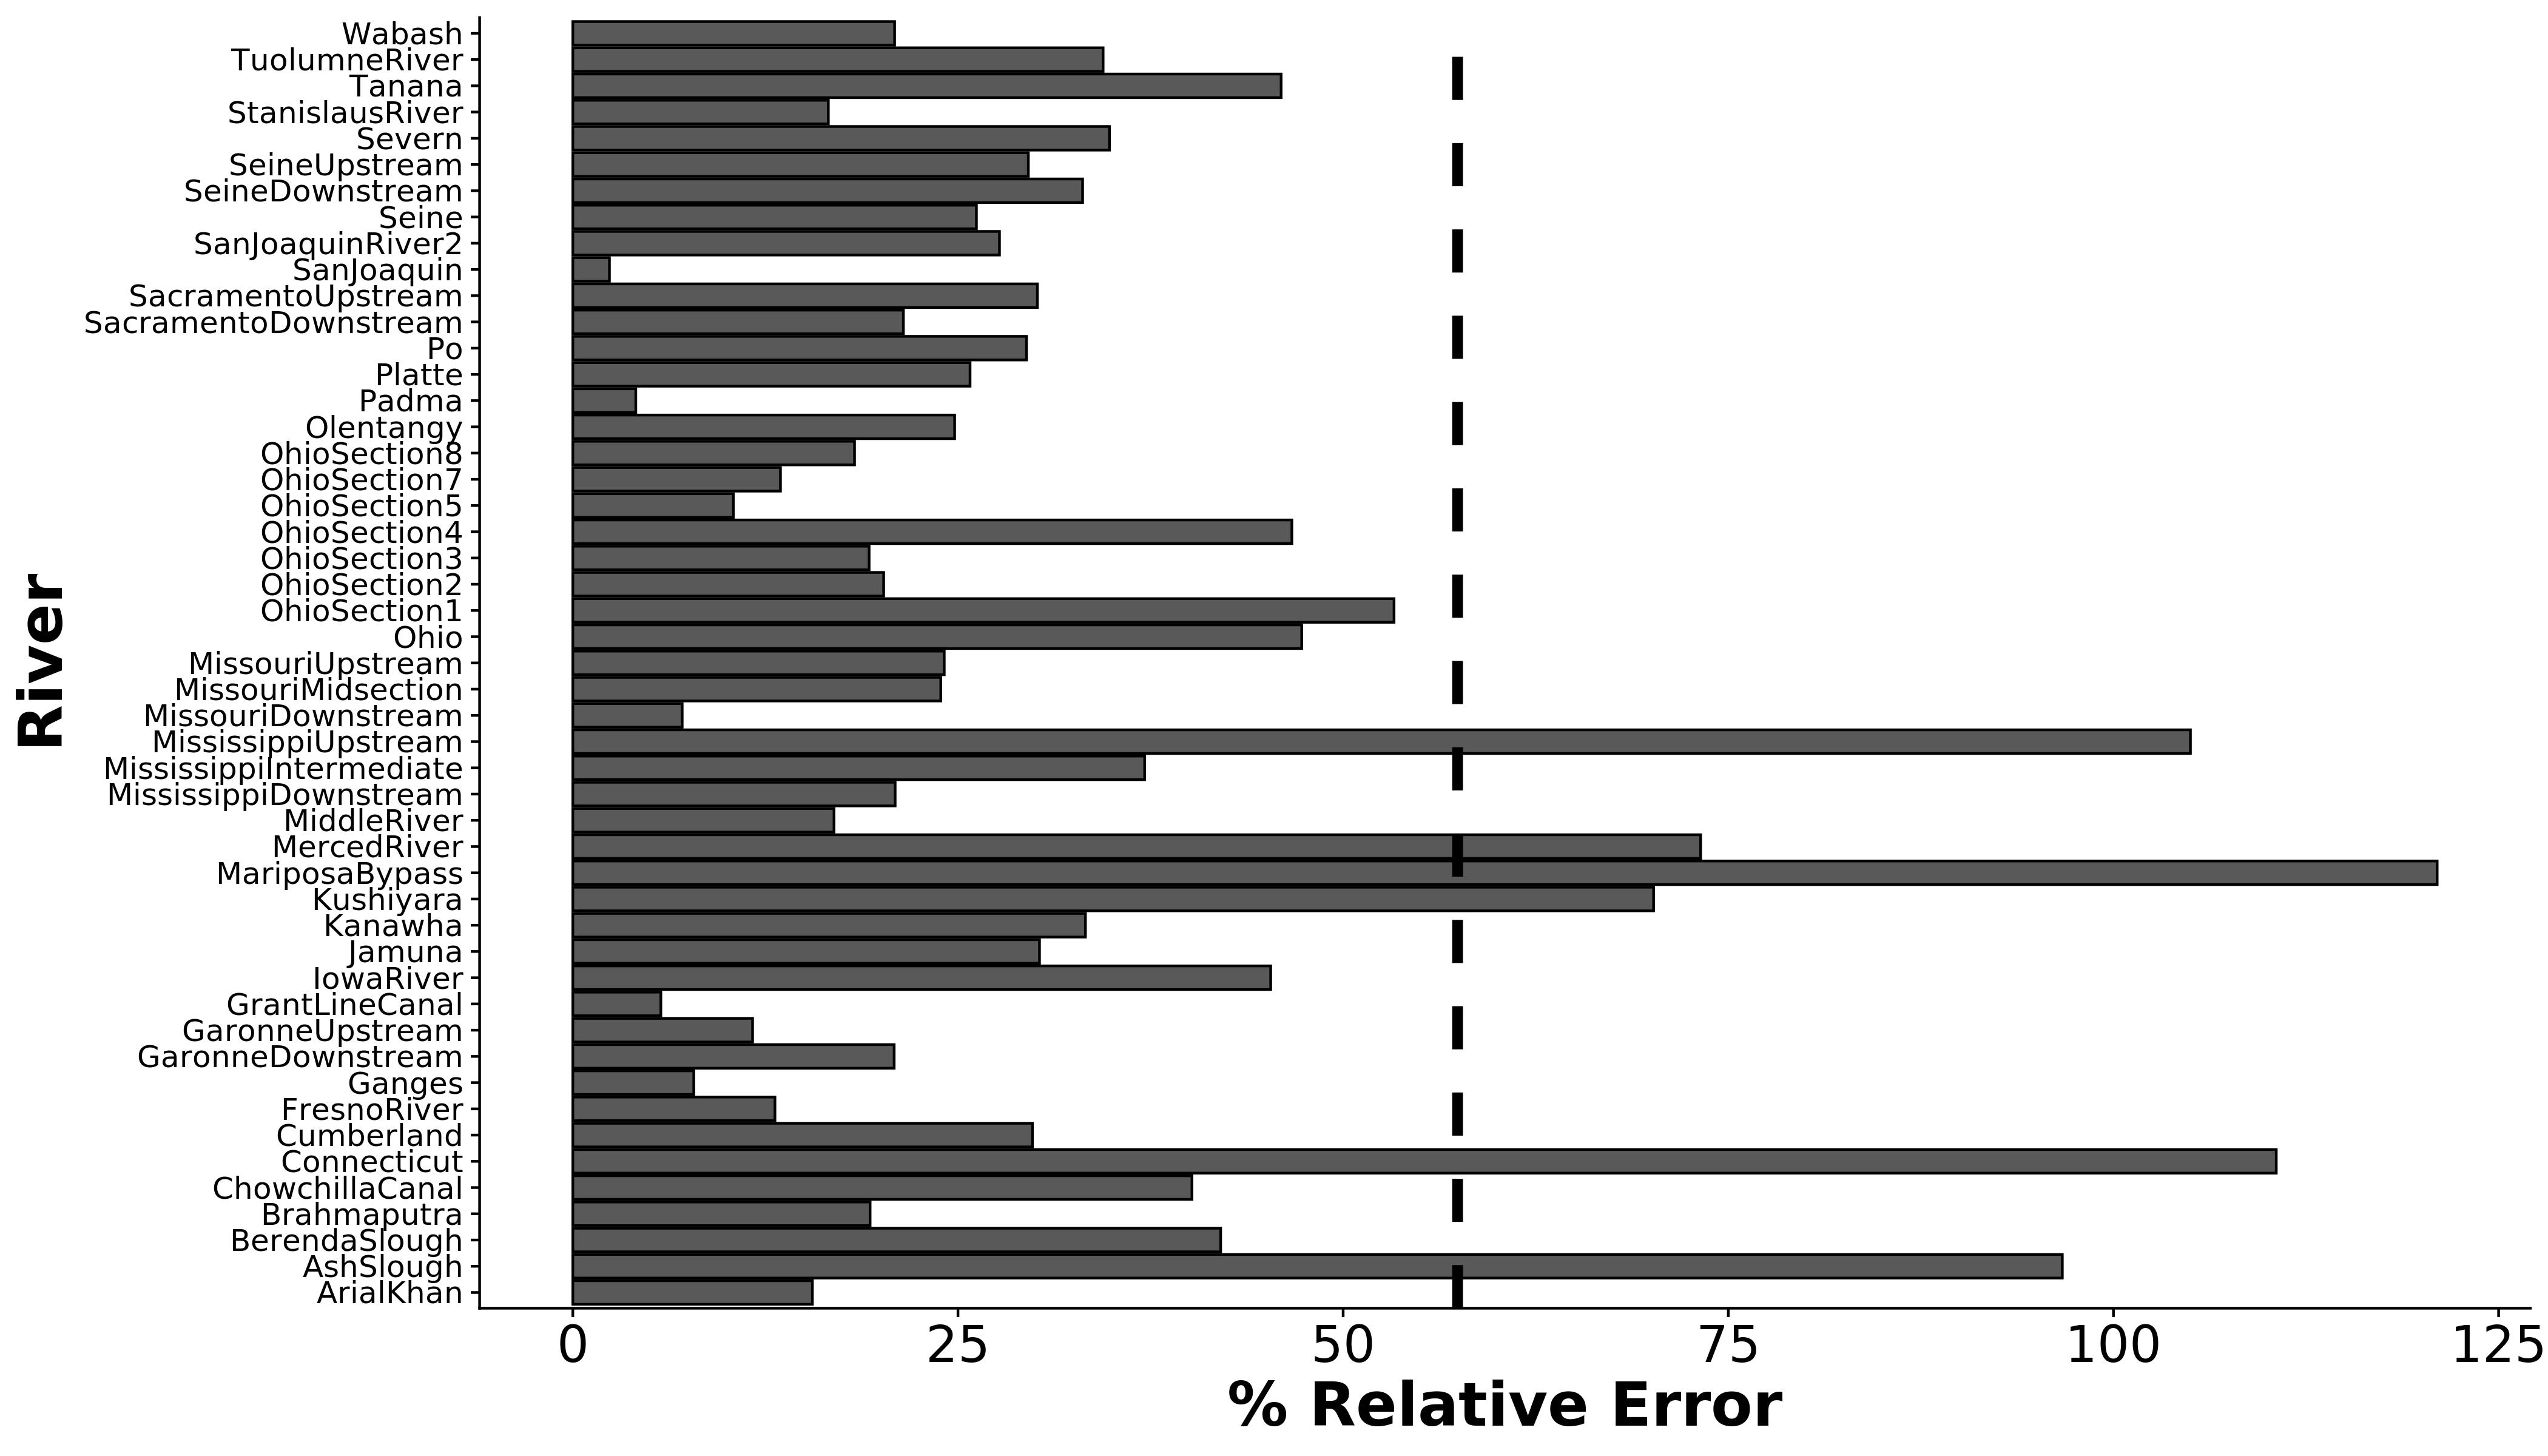 River
Wabash
TuolumneRiver
Tanana
StanislausRiver
Severn
SeineUpstream
SeineDownstream
Seine
SanJoaquinRiver2
SanJoaquin
SacramentoUpstream
SacramentoDownstream
Po
Platte
Padma
Olentangy
OhioSection8
OhioSection7
OhioSection5
OhioSection4
OhioSection3
OhioSection2
OhioSection1
Ohio
MissouriUpstream
MissouriMidsection
MissouriDownstream
MississippiUpstream
MississippiIntermediate
MississippiDownstream
MiddleRiver
MercedRiver
MariposaBypass
Kushiyara
Kanawha
Jamuna
IowaRiver
GrantLineCanal
GaronneUpstream
GaronneDownstream
Ganges
FresnoRiver
Cumberland
Connecticut
ChowchillaCanal
Brahmaputra
BerendaSlough
AshSlough
ArialKhan
0 25 50 75 100 125
% Relative Error